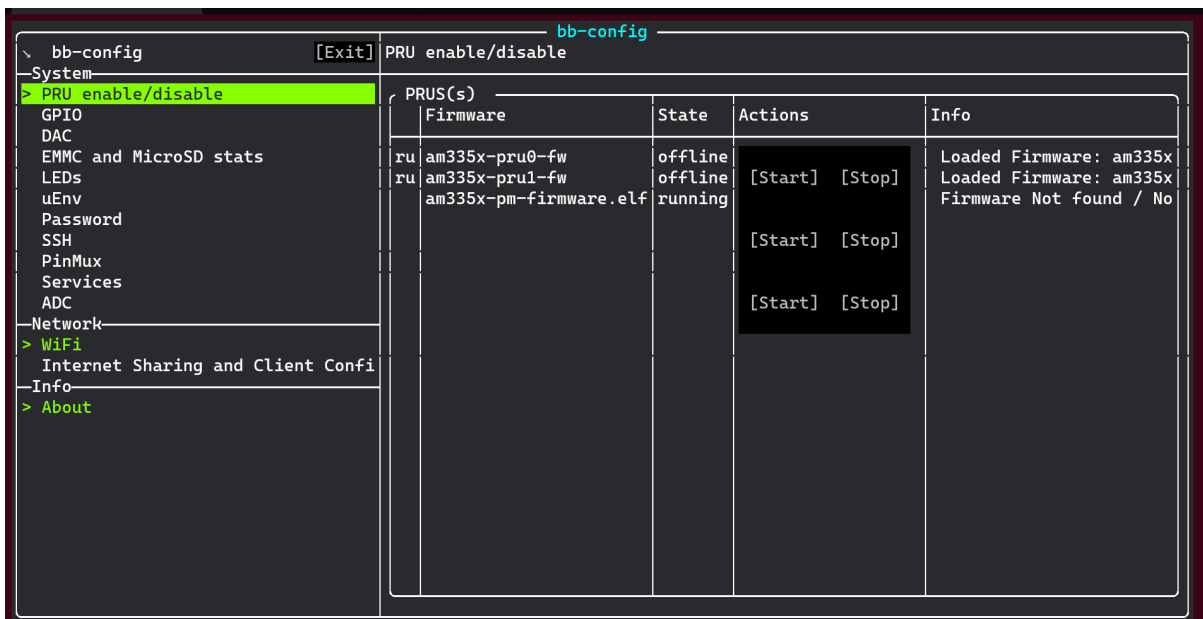 bb-config
bb-config [Exit]
PRU enable/disable
System
> PRU enable/disable
GPIO
DAC
EMMC and MicroSD stats
LEDs
uEnv
Password
SSH
PinMux
Services
ADC
Network
> WiFi
Internet Sharing and Client Confi
Info
> About
PRUS(s)
Firmware State Actions Info
ru am335x-pru0-fw offline Loaded Firmware: am335x
ru am335x-pru1-fw offline [Start] [Stop] Loaded Firmware: am335x
am335x-pm-firmware.elf running Firmware Not found / No
[Start] [Stop]
[Start] [Stop]